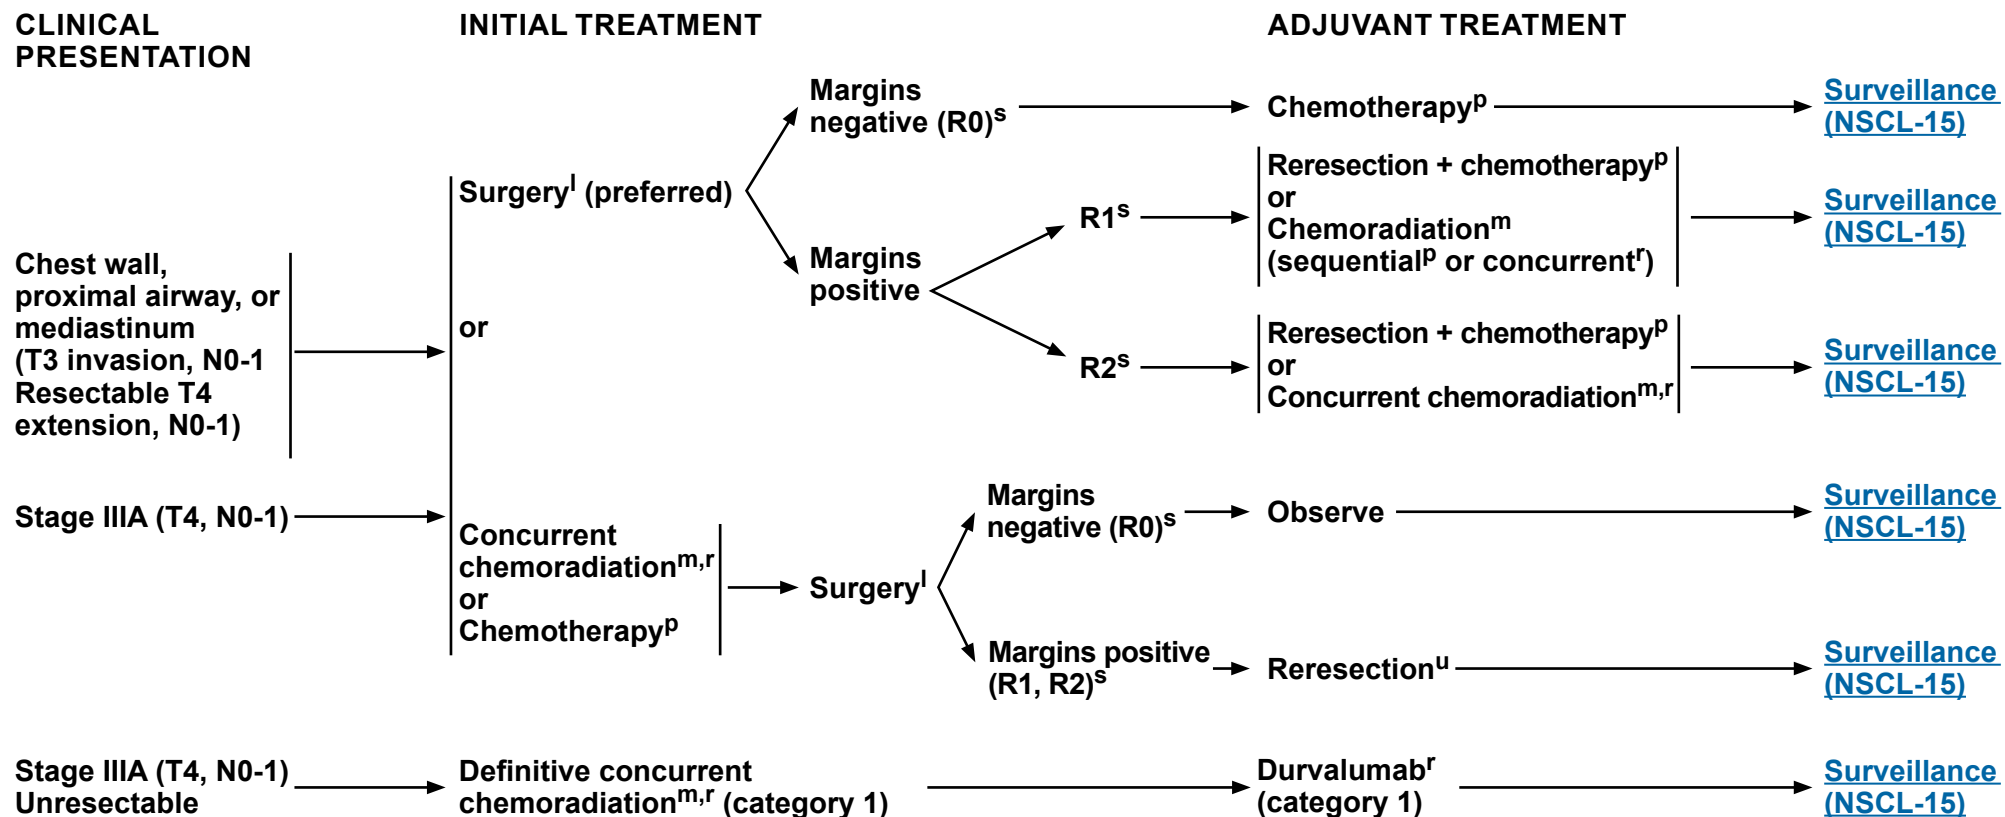 CLINICAL
PRESENTATION
INITIAL TREATMENT
ADJUVANT TREATMENT
Chest wall,
proximal airway, or
mediastinum
(T3 invasion, N0-1
Resectable T4
extension, N0-1)
Stage IIIA (T4, N0-1)
Surgeryˡ (preferred)
or
Margins
negative (R0)ˢ
Chemotherapyᵖ
Surveillance
(NSCL-15)
Margins
positive
R1ˢ
Reresection + chemotherapyᵖ
or
Chemoradiationᵐ
(sequentialᵖ or concurrentʳ)
Surveillance
(NSCL-15)
R2ˢ
Reresection + chemotherapyᵖ
or
Concurrent chemoradiationᵐ,ʳ
Surveillance
(NSCL-15)
Concurrent
chemoradiationᵐ,ʳ
or
Chemotherapyᵖ
Surgeryˡ
Margins
negative (R0)ˢ
Observe
Surveillance
(NSCL-15)
Margins positive
(R1, R2)ˢ
Reresectionᵘ
Surveillance
(NSCL-15)
Stage IIIA (T4, N0-1)
Unresectable
Definitive concurrent
chemoradiationᵐ,ʳ (category 1)
Durvalumabʳ
(category 1)
Surveillance
(NSCL-15)